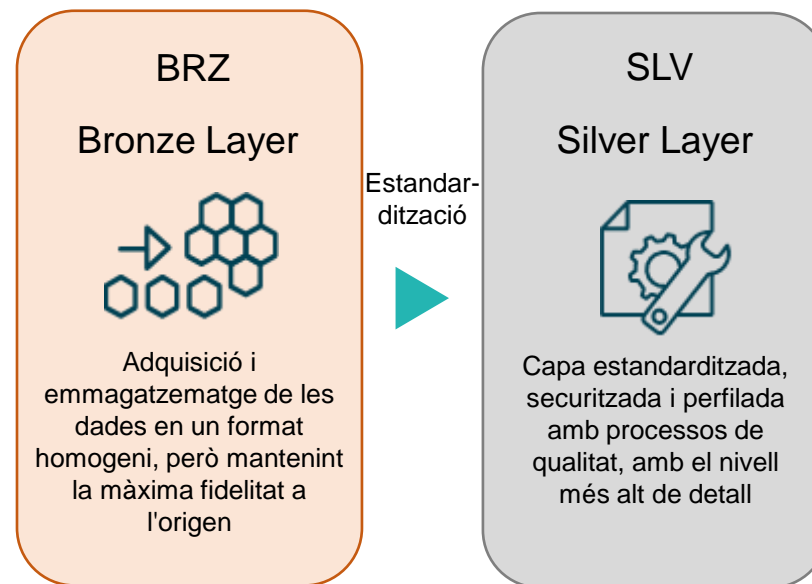 BRZ
Bronze Layer
Adquisició i
emmagatzematge de les
dades en un format
homogeni, però mantenint
la màxima fidelitat a
l'origen
Estandar-
dització
SLV
Silver Layer
Capa estandarditzada,
securitzada i perfilada
amb processos de
qualitat, amb el nivell
més alt de detall